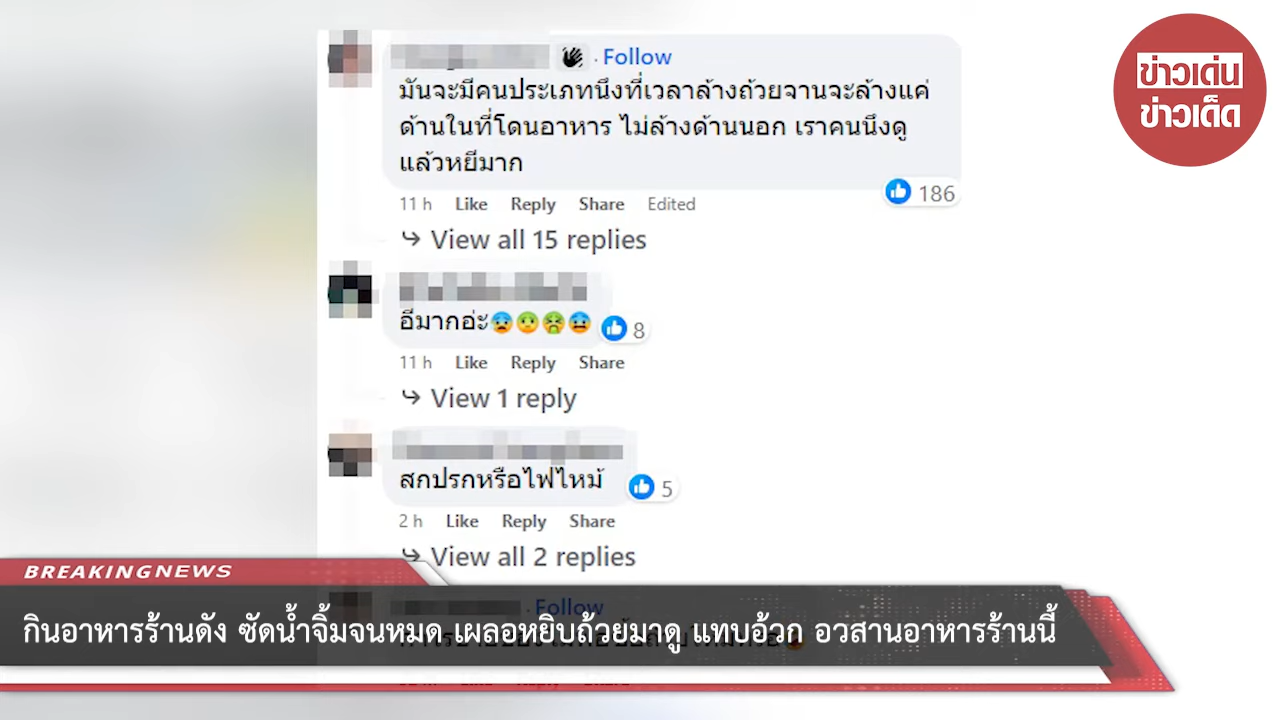 ข่าวเด่น
ข่าวเด็ด
· Follow
มันจะมีคนประเภทนึงที่เวลาล้างถ้วยจานจะล้างแค่
ด้านในที่โดนอาหาร ไม่ล้างด้านนอก เราคนนึงดู
แล้วหยีมาก
186
11 h Like Reply Share Edited
View all 15 replies
อีมากอ่ะ😨🤢🤮😨 8
11 h Like Reply Share
View 1 reply
สกปรกหรือไฟไหม้ 5
2 h Like Reply Share
View all 2 replies
BREAKINGNEWS
· Follow
กินอาหารร้านดัง ซัดน้ำจิ้มจนหมด เผลอหยิบถ้วยมาดู แทบอ้วก อวสานอาหารร้านนี้